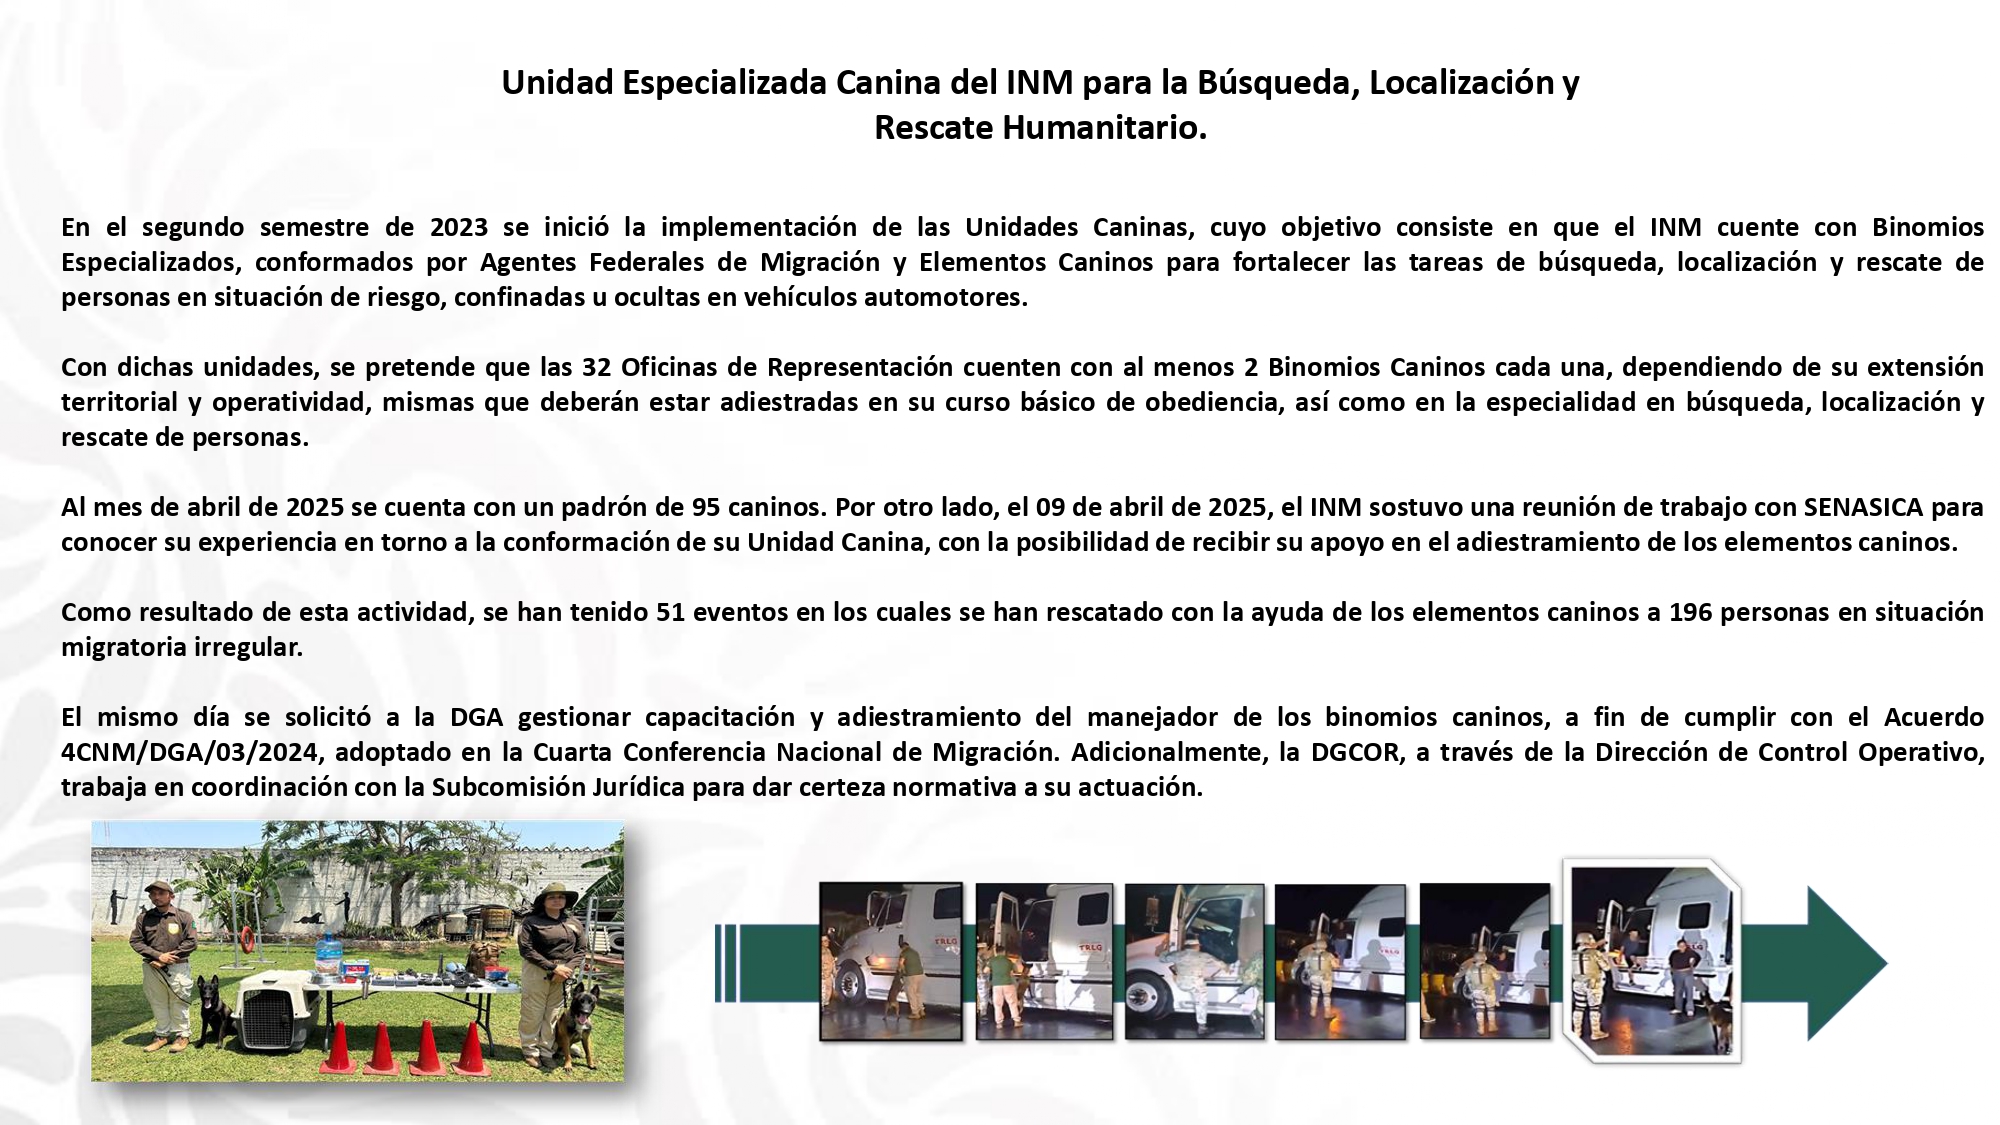 Unidad Especializada Canina del INM para la Búsqueda, Localización y
Rescate Humanitario.
En el segundo semestre de 2023 se inició la implementación de las Unidades Caninas, cuyo objetivo consiste en que el INM cuente con Binomios
Especializados, conformados por Agentes Federales de Migración y Elementos Caninos para fortalecer las tareas de búsqueda, localización y rescate de
personas en situación de riesgo, confinadas u ocultas en vehículos automotores.
Con dichas unidades, se pretende que las 32 Oficinas de Representación cuenten con al menos 2 Binomios Caninos cada una, dependiendo de su extensión
territorial y operatividad, mismas que deberán estar adiestradas en su curso básico de obediencia, así como en la especialidad en búsqueda, localización y
rescate de personas.
Al mes de abril de 2025 se cuenta con un padrón de 95 caninos. Por otro lado, el 09 de abril de 2025, el INM sostuvo una reunión de trabajo con SENASICA para
conocer su experiencia en torno a la conformación de su Unidad Canina, con la posibilidad de recibir su apoyo en el adiestramiento de los elementos caninos.
Como resultado de esta actividad, se han tenido 51 eventos en los cuales se han rescatado con la ayuda de los elementos caninos a 196 personas en situación
migratoria irregular.
El mismo día se solicitó a la DGA gestionar capacitación y adiestramiento del manejador de los binomios caninos, a fin de cumplir con el Acuerdo
4CNM/DGA/03/2024, adoptado en la Cuarta Conferencia Nacional de Migración. Adicionalmente, la DGCOR, a través de la Dirección de Control Operativo,
trabaja en coordinación con la Subcomisión Jurídica para dar certeza normativa a su actuación.
TRLG
TRLG